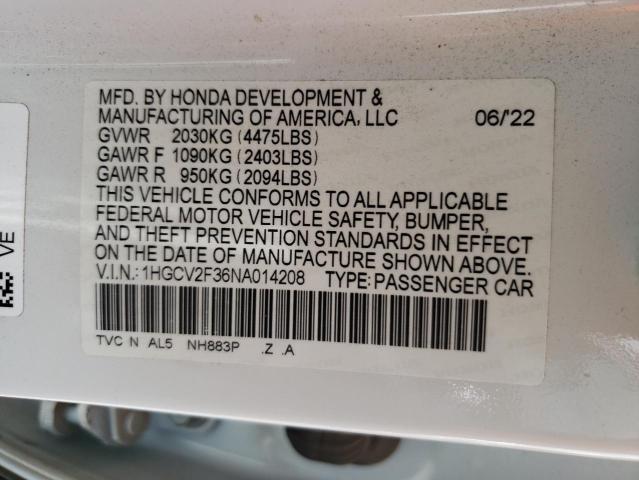 MFD. BY HONDA DEVELOPMENT &
MANUFACTURING OF AMERICA, LLC 06/'22
GVWR 2030KG (4475LBS)
GAWR F 1090KG (2403LBS)
GAWR R 950KG (2094LBS)
THIS VEHICLE CONFORMS TO ALL APPLICABLE
FEDERAL MOTOR VEHICLE SAFETY, BUMPER,
AND THEFT PREVENTION STANDARDS IN EFFECT
ON THE DATE OF MANUFACTURE SHOWN ABOVE.
V.I.N.: 1HGCV2F36NA014208 TYPE: PASSENGER CAR
TVC N AL5 NH883P .Z .A
VE